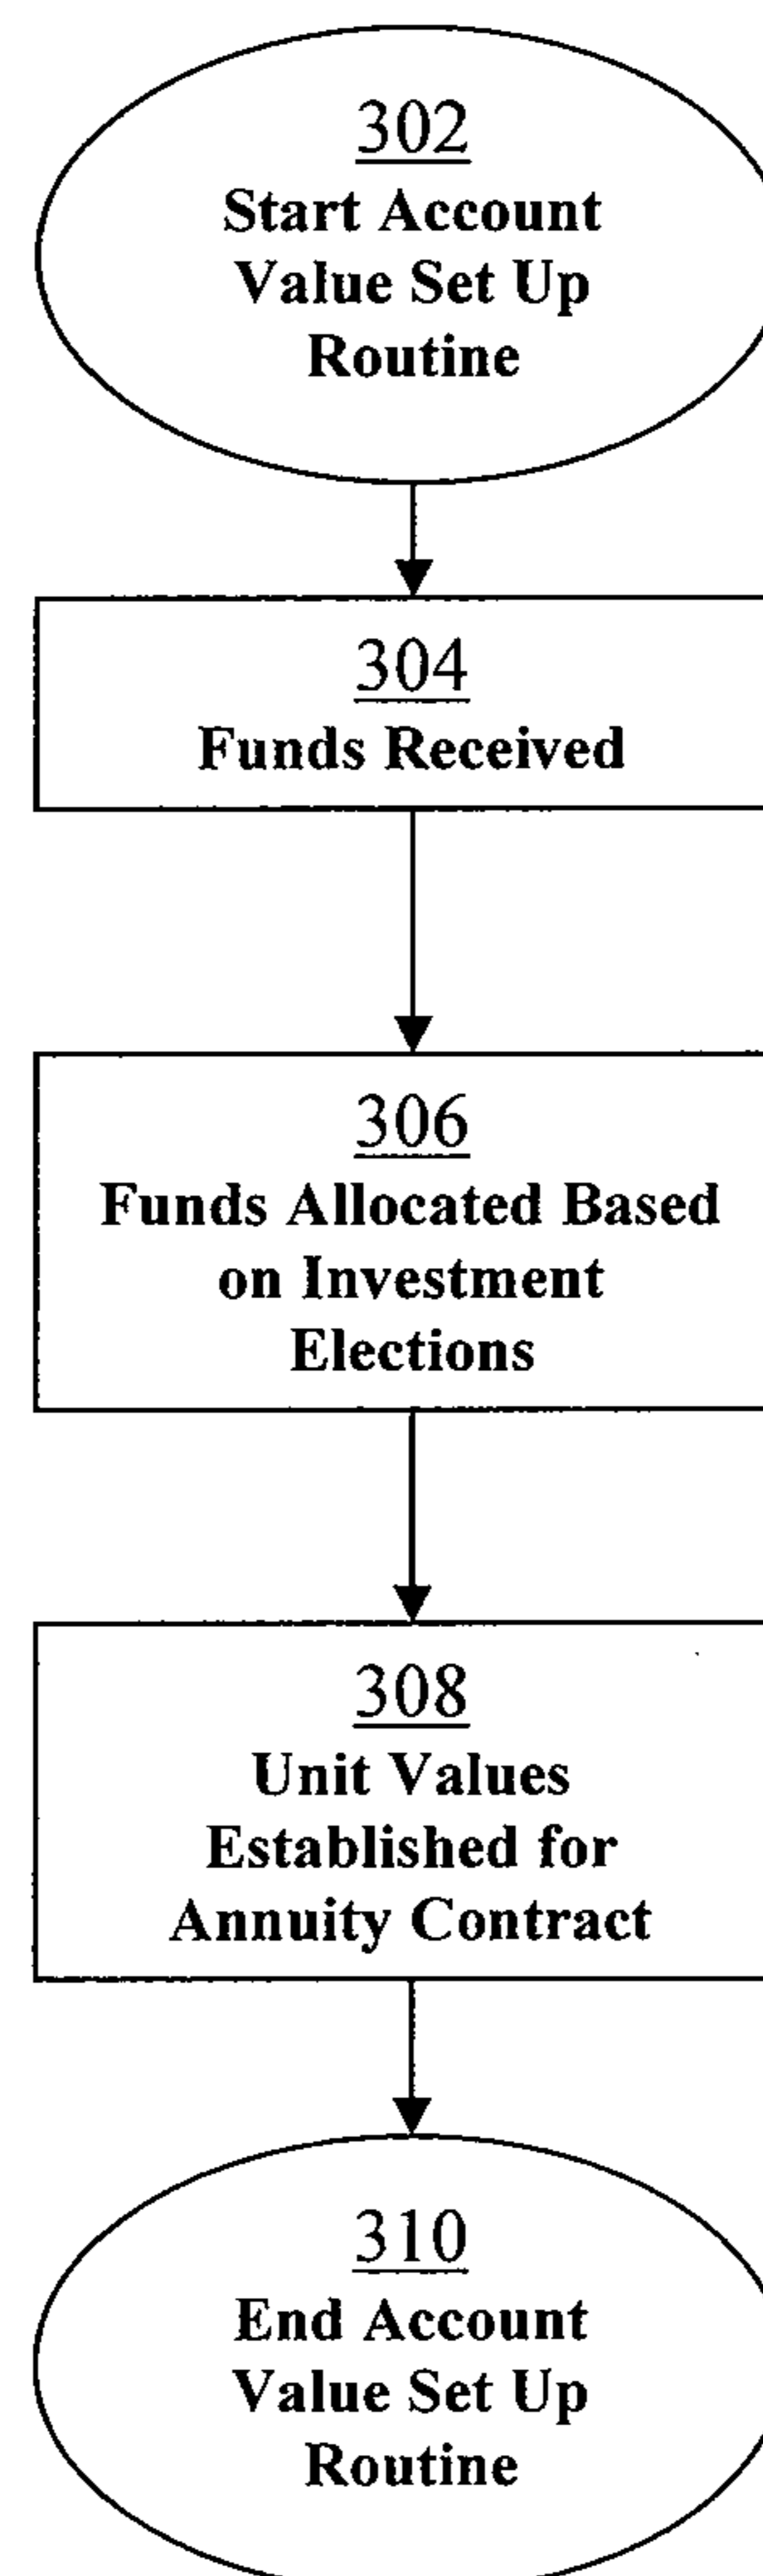 302
Start Account
Value Set Up
Routine
304
Funds Received
306
Funds Allocated Based
on Investment
Elections
308
Unit Values
Established for
Annuity Contract
310
End Account
Value Set Up
Routine